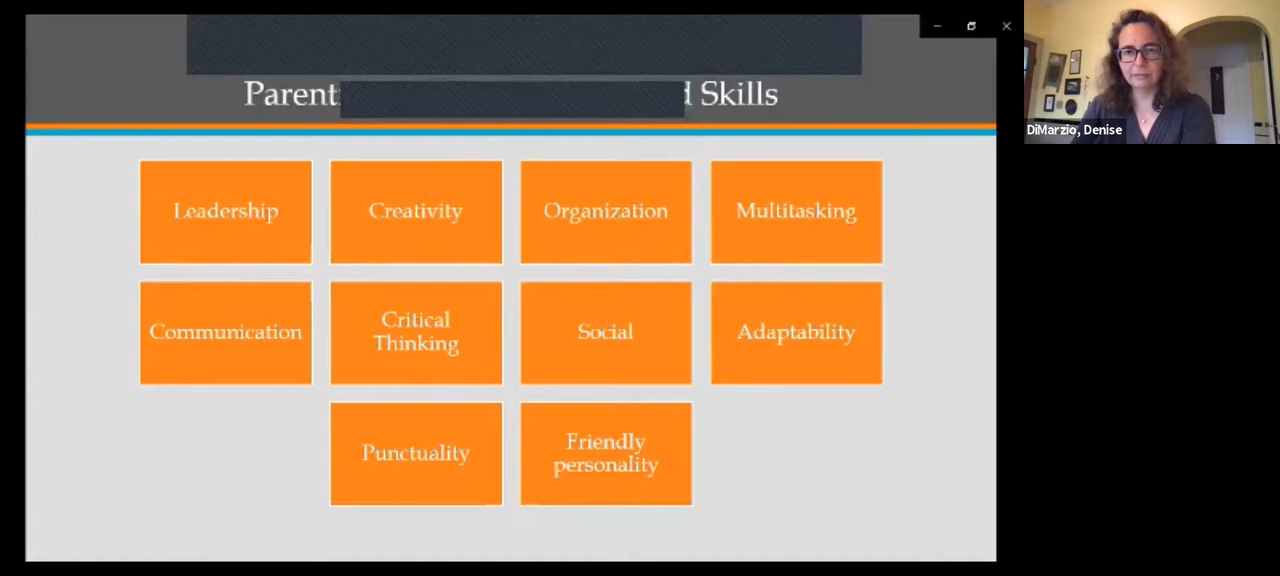 Parent
Skills
Leadership
Creativity
Organization
Multitasking
Communication
Critical
Thinking
Social
Adaptability
Punctuality
Friendly
personality
DiMarzio, Denise